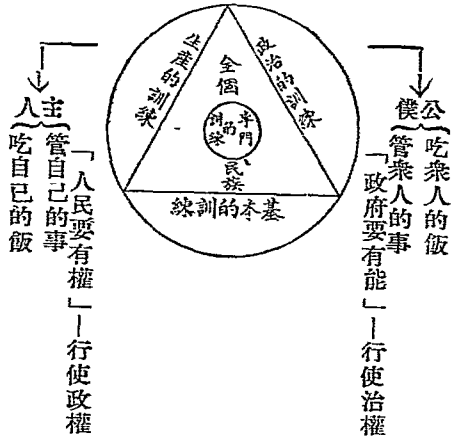 政治的訓練
生產的訓練
基本的訓練
全個
民族
專門
的
訓練
公僕
吃衆人的飯
管衆人的事
「政府要有能」—行使治權
主人
「人民要有權」—行使政權
管自己的事
吃自己的飯